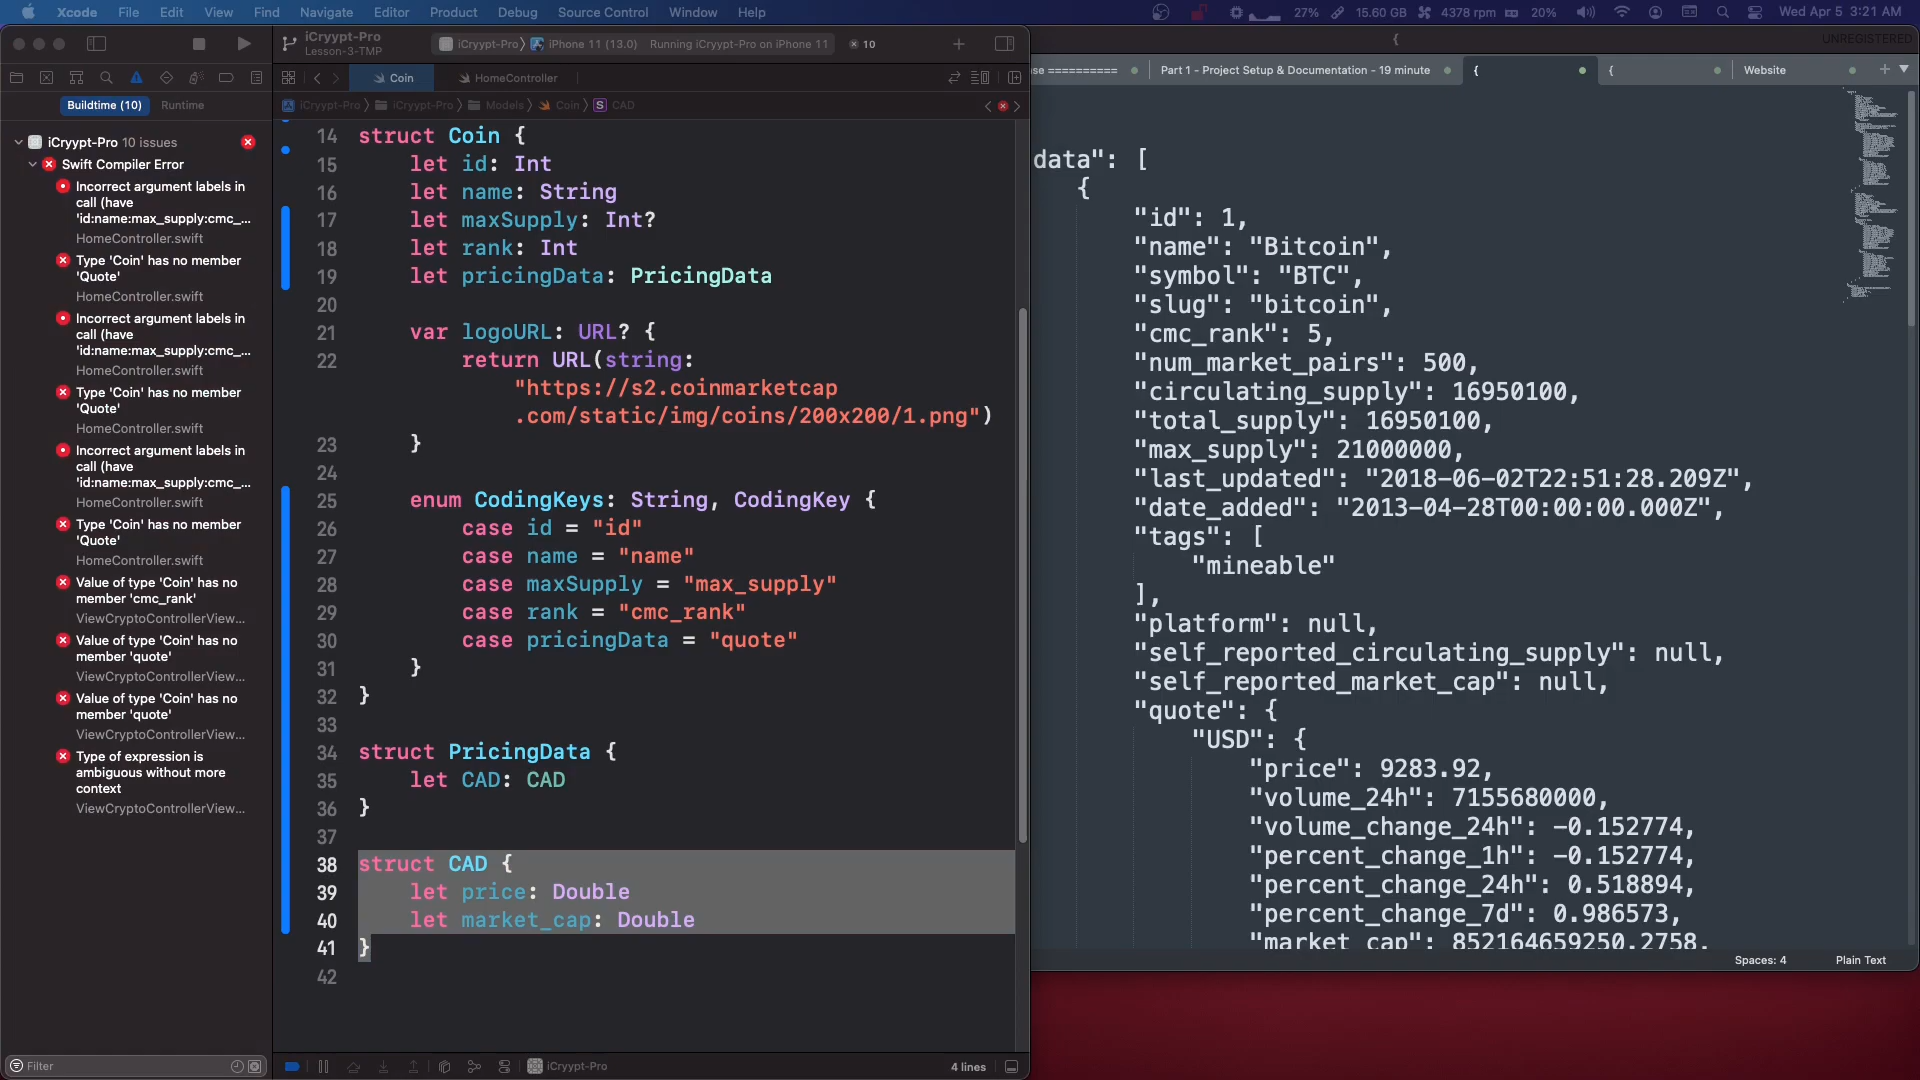 Xcode File Edit View Find Navigate Editor Product Debug Source Control Window Help
27% 15.60 GB 4378 rpm 20% Wed Apr 5 3:21 AM
iCryypt-Pro
Lesson-3-TMP
iCryypt-Pro iPhone 11 (13.0) Running iCryypt-Pro on iPhone 11 10
Coin HomeController
Buildtime (10) Runtime
iCryypt-Pro iCryypt-Pro Models Coin S CAD
iCryypt-Pro 10 issues
Swift Compiler Error
Incorrect argument labels in
call (have
'id:name:max_supply:cmc_...
HomeController.swift
Type 'Coin' has no member
'Quote'
HomeController.swift
Incorrect argument labels in
call (have
'id:name:max_supply:cmc_...
HomeController.swift
Type 'Coin' has no member
'Quote'
HomeController.swift
Incorrect argument labels in
call (have
'id:name:max_supply:cmc_...
HomeController.swift
Type 'Coin' has no member
'Quote'
HomeController.swift
Value of type 'Coin' has no
member 'cmc_rank'
ViewCryptoControllerView...
Value of type 'Coin' has no
member 'quote'
ViewCryptoControllerView...
Value of type 'Coin' has no
member 'quote'
ViewCryptoControllerView...
Type of expression is
ambiguous without more
context
ViewCryptoControllerView...
Filter
14 struct Coin {
15 let id: Int
16 let name: String
17 let maxSupply: Int?
18 let rank: Int
19 let pricingData: PricingData
20
21 var logoURL: URL? {
22 return URL(string:
"https://s2.coinmarketcap
.com/static/img/coins/200x200/1.png")
23 }
24
25 enum CodingKeys: String, CodingKey {
26 case id = "id"
27 case name = "name"
28 case maxSupply = "max_supply"
29 case rank = "cmc_rank"
30 case pricingData = "quote"
31 }
32 }
33
34 struct PricingData {
35 let CAD: CAD
36 }
37
38 struct CAD {
39 let price: Double
40 let market_cap: Double
41 }
42
iCryypt-Pro 4 lines
{ UNREGISTERED
se ========== Part 1 - Project Setup & Documentation - 19 minute { { Website
data": [
{
"id": 1,
"name": "Bitcoin",
"symbol": "BTC",
"slug": "bitcoin",
"cmc_rank": 5,
"num_market_pairs": 500,
"circulating_supply": 16950100,
"total_supply": 16950100,
"max_supply": 21000000,
"last_updated": "2018-06-02T22:51:28.209Z",
"date_added": "2013-04-28T00:00:00.000Z",
"tags": [
"mineable"
],
"platform": null,
"self_reported_circulating_supply": null,
"self_reported_market_cap": null,
"quote": {
"USD": {
"price": 9283.92,
"volume_24h": 7155680000,
"volume_change_24h": -0.152774,
"percent_change_1h": -0.152774,
"percent_change_24h": 0.518894,
"percent_change_7d": 0.986573,
"market_cap": 852164659250.2758,
Spaces: 4 Plain Text